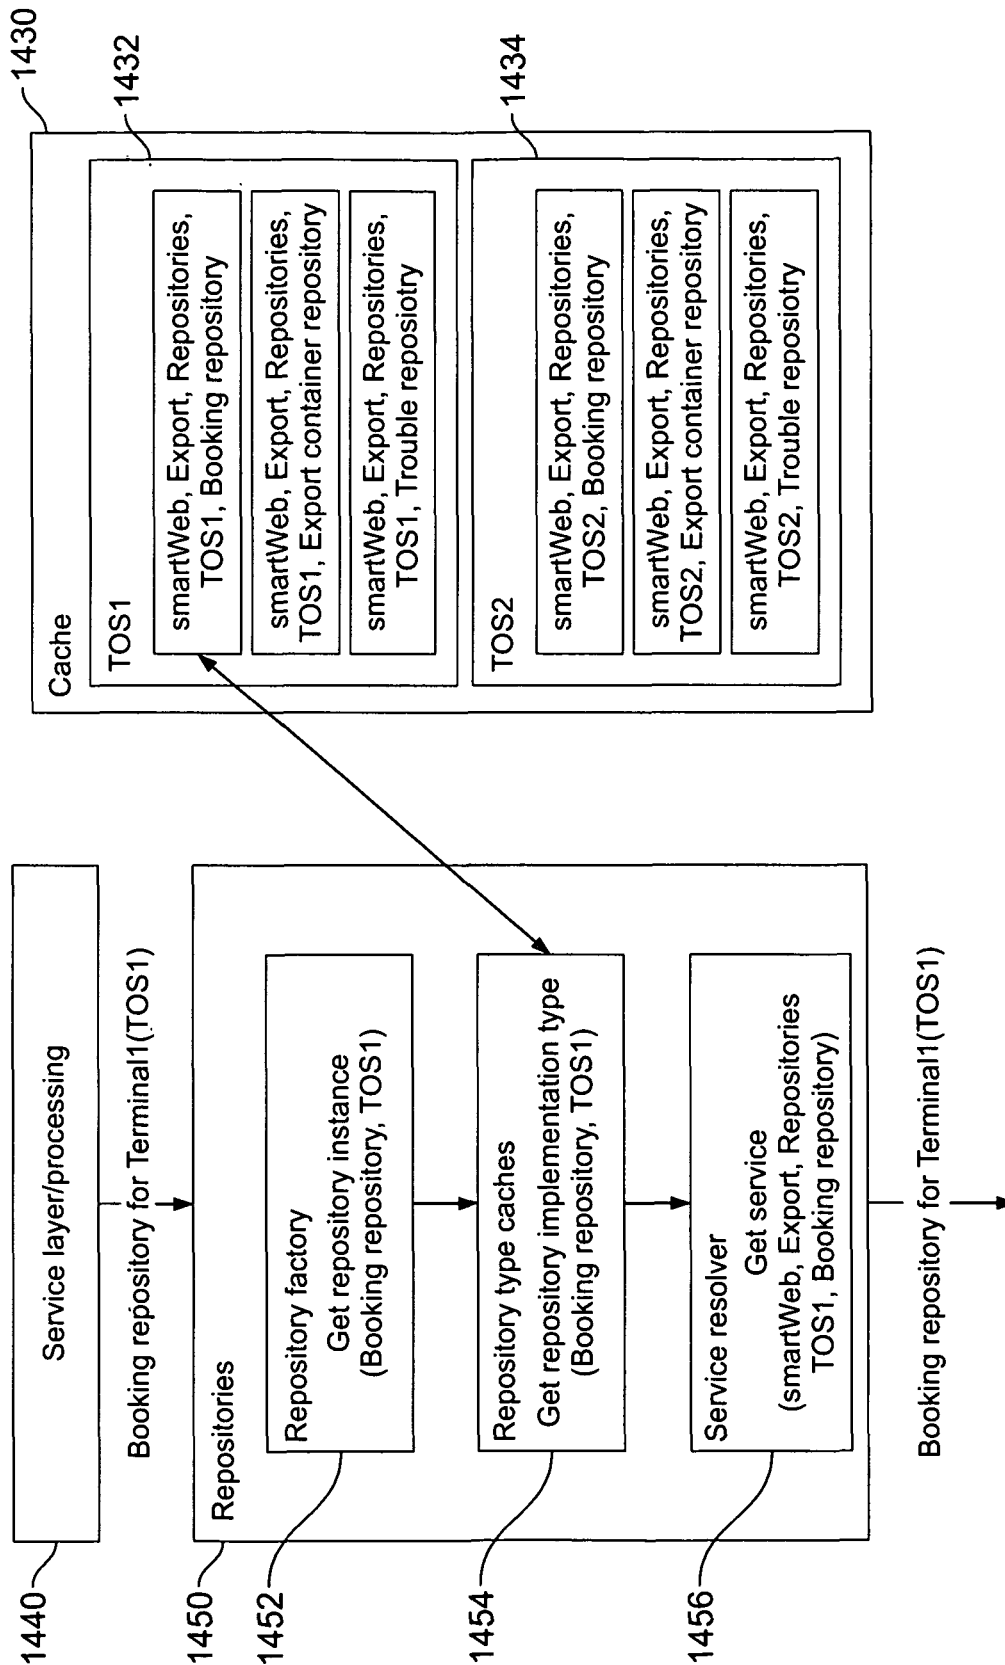 1440
Service layer/processing
Booking repository for Terminal1(TOS1)
1450
Repositories
1452
Repository factory
Get repository instance
(Booking repository, TOS1)
1454
Repository type caches
Get repository implementation type
(Booking repository, TOS1)
1456
Service resolver
Get service
(smartWeb, Export, Repositories
TOS1, Booking repository)
Booking repository for Terminal1(TOS1)
1430
Cache
1432
TOS1
smartWeb, Export, Repositories,
TOS1, Booking repository
smartWeb, Export, Repositories,
TOS1, Export container repository
smartWeb, Export, Repositories,
TOS1, Trouble reposiotry
1434
TOS2
smartWeb, Export, Repositories,
TOS2, Booking repository
smartWeb, Export, Repositories,
TOS2, Export container repository
smartWeb, Export, Repositories,
TOS2, Trouble reposiotry